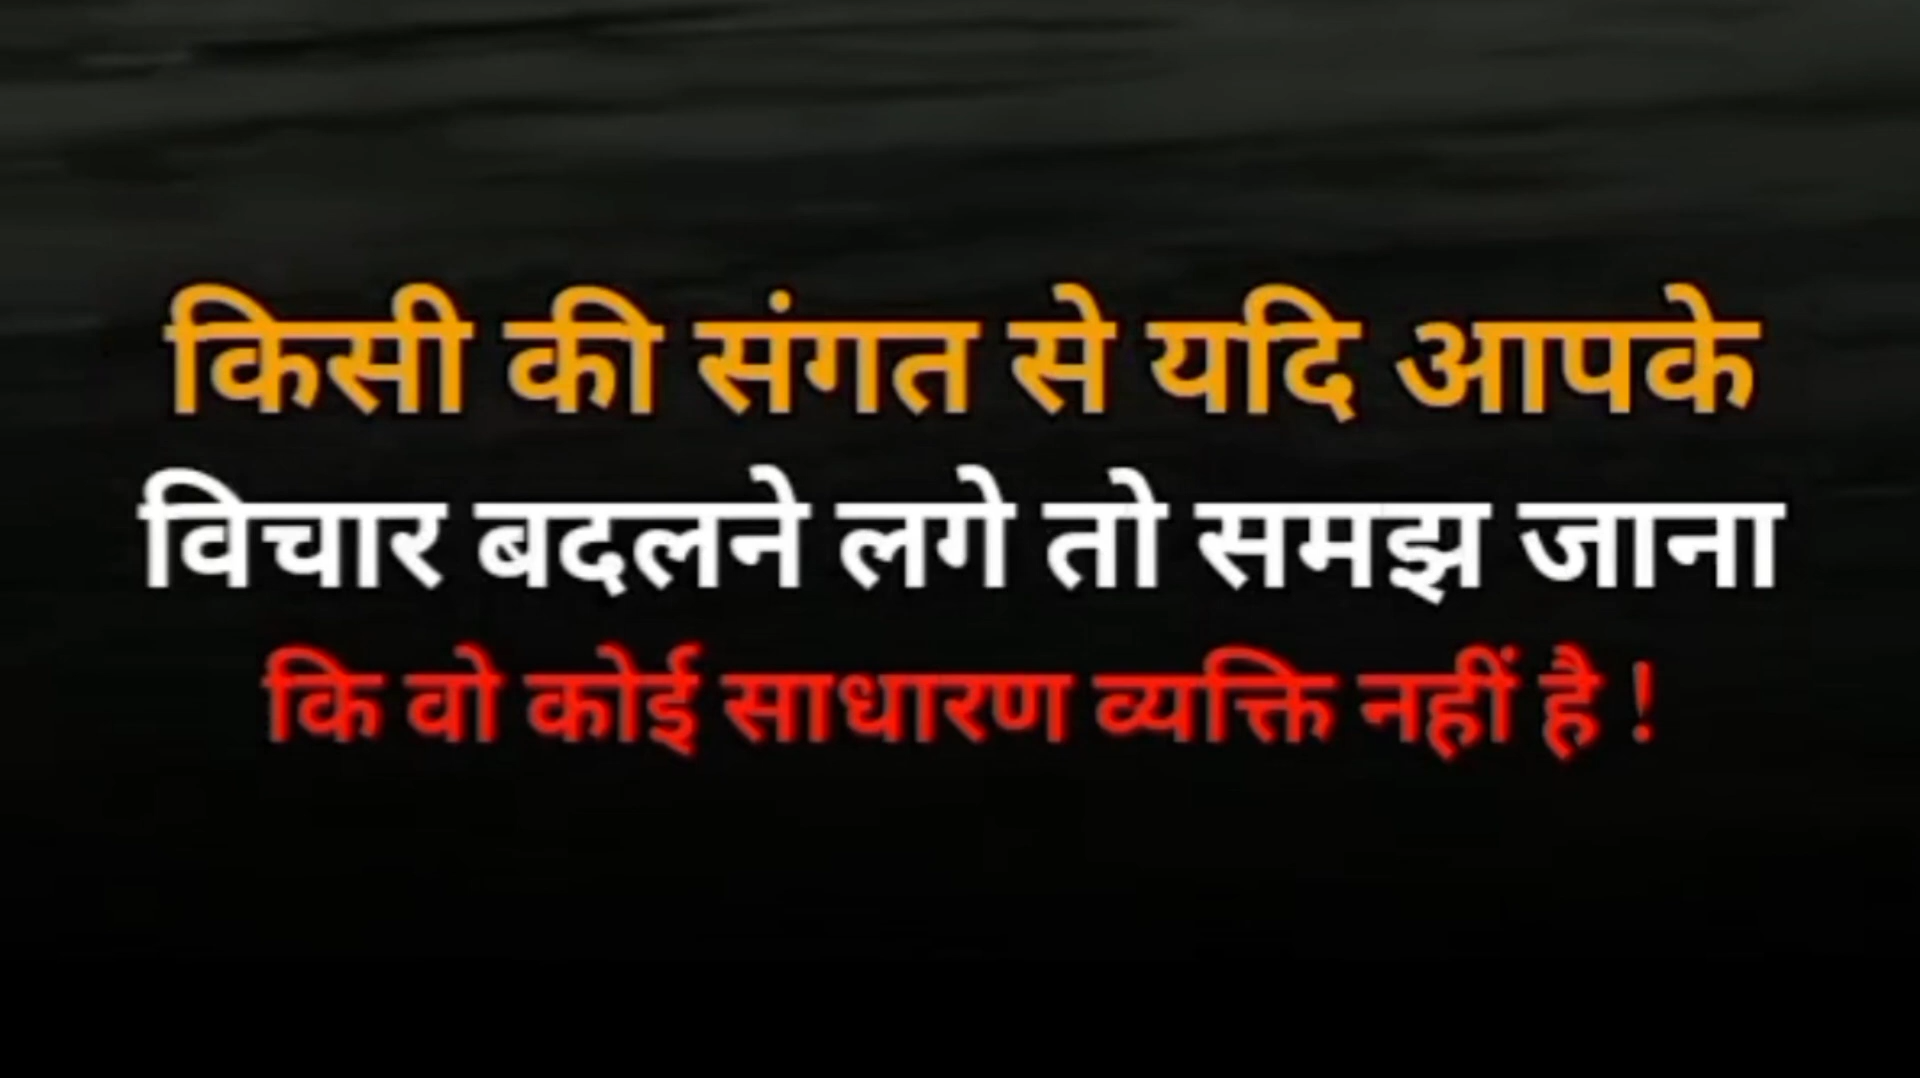 किसी की संगत से यदि आपके
विचार बदलने लगे तो समझ जाना
कि वो कोई साधारण व्यक्ति नहीं है !